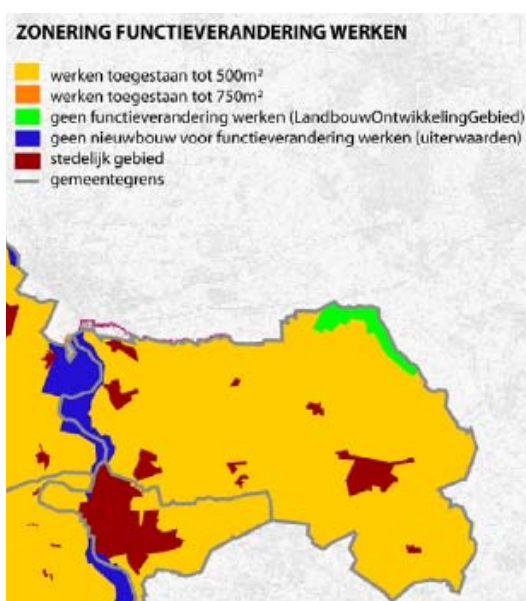 ZONERING FUNCTIEVERANDERING WERKEN
werken toegestaan tot 500m²
werken toegestaan tot 750m²
geen functieverandering werken (LandbouwOntwikkelingGebied)
geen nieuwbouw voor functieverandering werken (uiterwaarden)
stedelijk gebied
gemeentegrens